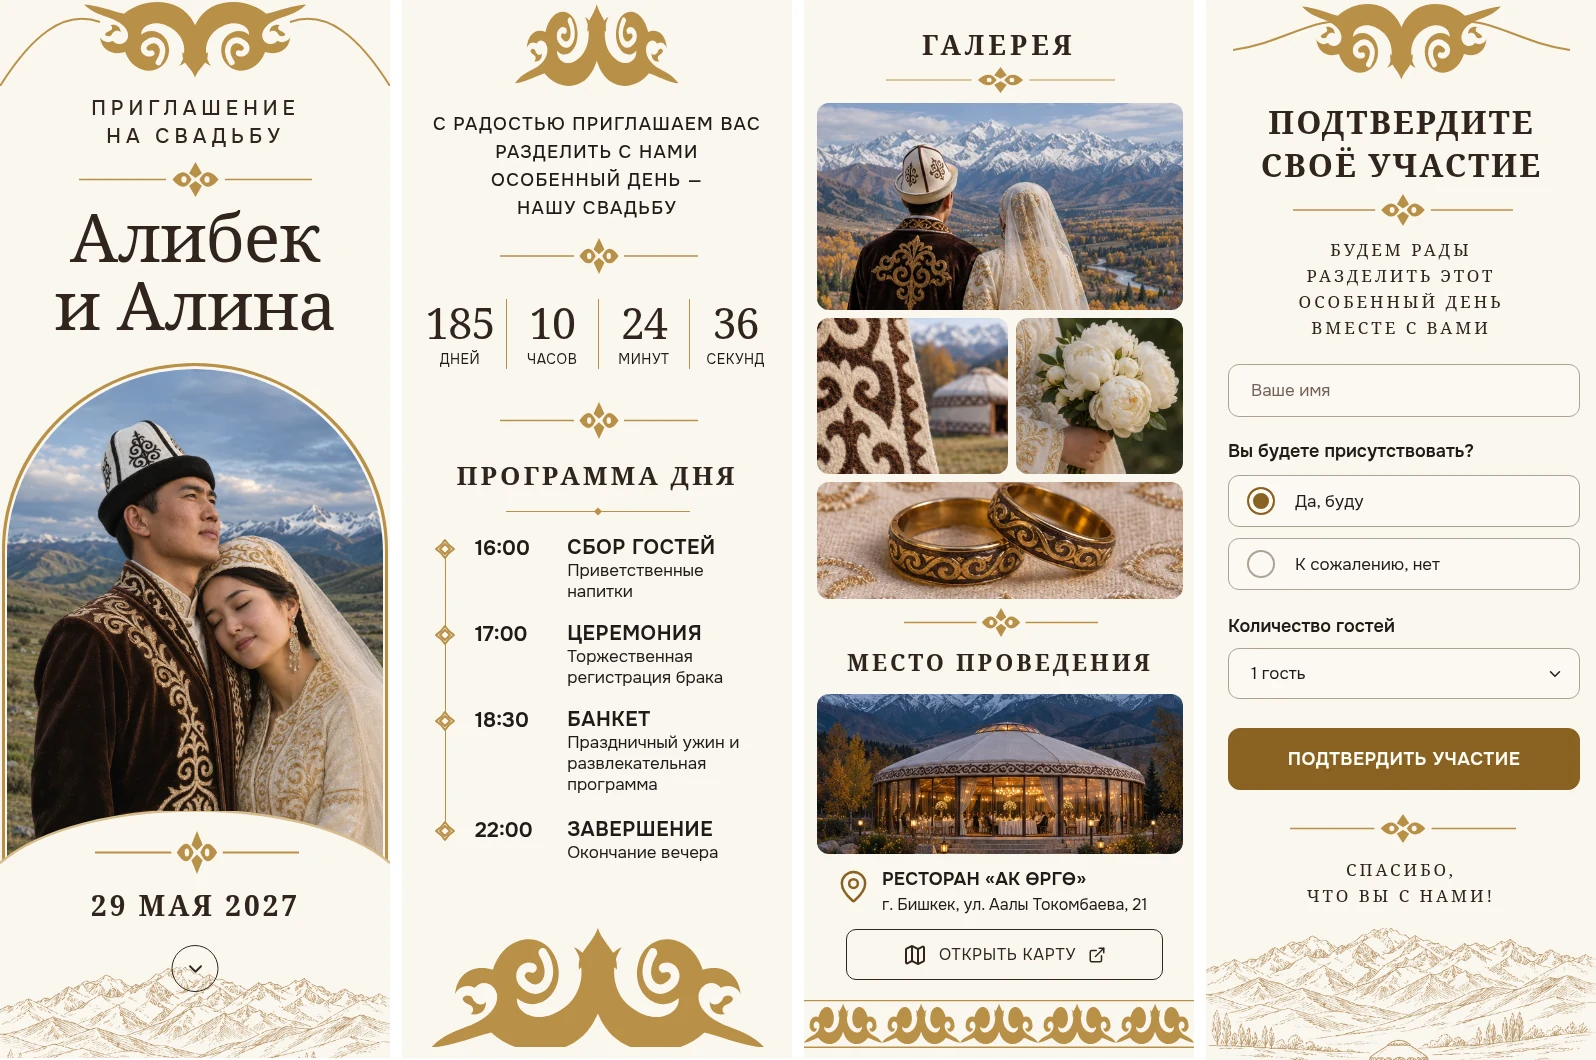 ПРИГЛАШЕНИЕ
НА СВАДЬБУ
Алибек
и Алина
29 МАЯ 2027
С РАДОСТЬЮ ПРИГЛАШАЕМ ВАС
РАЗДЕЛИТЬ С НАМИ
ОСОБЕННЫЙ ДЕНЬ –
НАШУ СВАДЬБУ
185 10 24 36
ДНЕЙ ЧАСОВ МИНУТ СЕКУНД
ПРОГРАММА ДНЯ
16:00 СБОР ГОСТЕЙ
Приветственные
напитки
17:00 ЦЕРЕМОНИЯ
Торжественная
регистрация брака
18:30 БАНКЕТ
Праздничный ужин и
развлекательная
программа
22:00 ЗАВЕРШЕНИЕ
Окончание вечера
ГАЛЕРЕЯ
МЕСТО ПРОВЕДЕНИЯ
РЕСТОРАН «АК ӨРГӨ»
г. Бишкек, ул. Аалы Токомбаева, 21
ОТКРЫТЬ КАРТУ
ПОДТВЕРДИТЕ
СВОЁ УЧАСТИЕ
БУДЕМ РАДЫ
РАЗДЕЛИТЬ ЭТОТ
ОСОБЕННЫЙ ДЕНЬ
ВМЕСТЕ С ВАМИ
Ваше имя
Вы будете присутствовать?
Да, буду
К сожалению, нет
Количество гостей
1 гость
ПОДТВЕРДИТЬ УЧАСТИЕ
СПАСИБО,
ЧТО ВЫ С НАМИ!